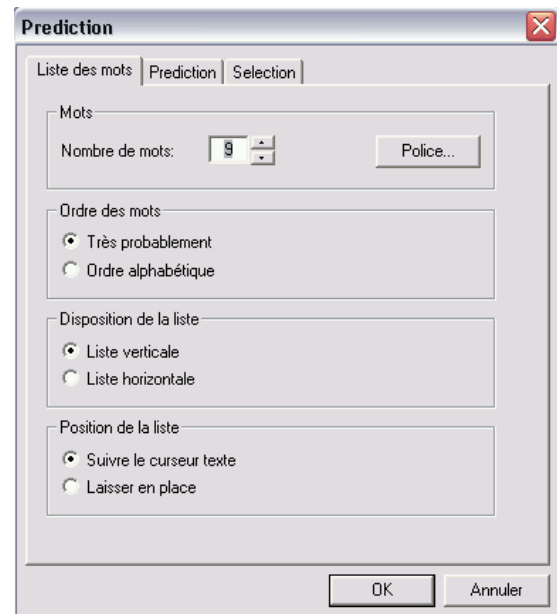 Prediction
Liste des mots Prediction Selection
Mots
Nombre de mots: 9 Police...
Ordre des mots
Très probablement
Ordre alphabétique
Disposition de la liste
Liste verticale
Liste horizontale
Position de la liste
Suivre le curseur texte
Laisser en place
OK Annuler